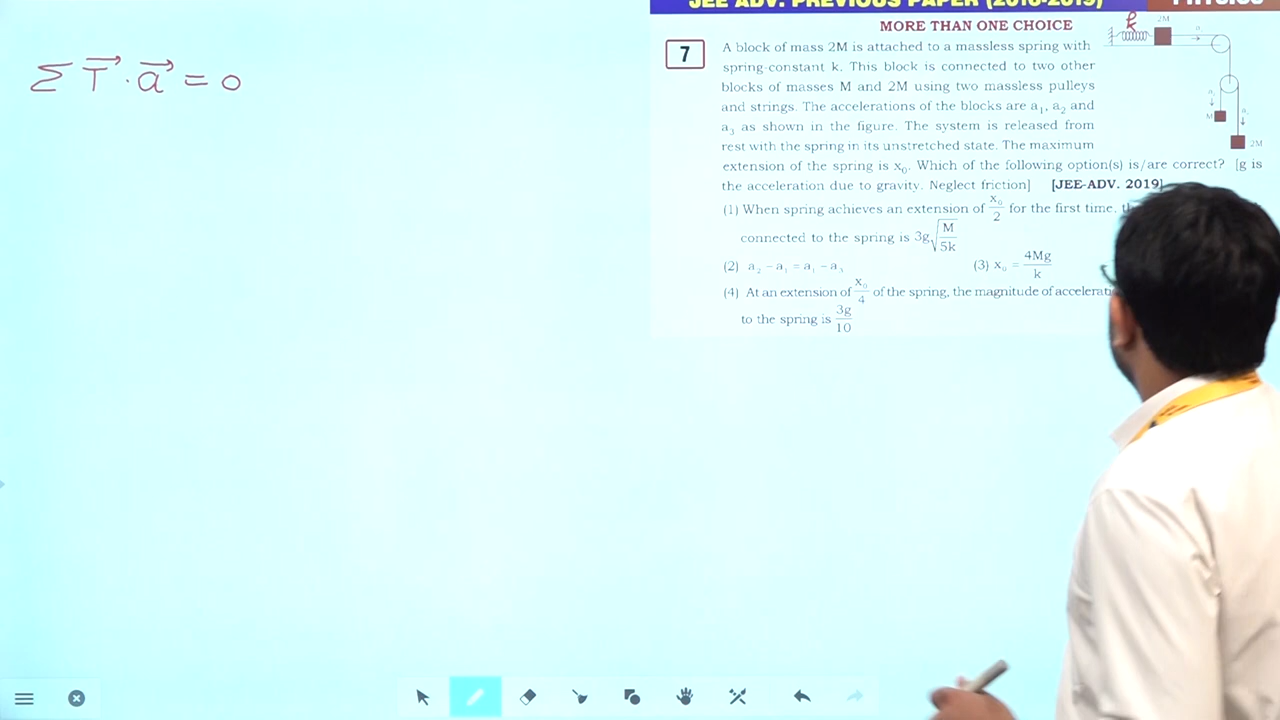 JEE ADV. PREVIOUS PAPER (2018-2019)
PHYSICS
MORE THAN ONE CHOICE
7
A block of mass 2M is attached to a massless spring with
spring-constant k. This block is connected to two other
blocks of masses M and 2M using two massless pulleys
and strings. The accelerations of the blocks are a₁, a₂ and
a₃ as shown in the figure. The system is released from
rest with the spring in its unstretched state. The maximum
extension of the spring is x₀. Which of the following option(s) is/are correct? [g is
the acceleration due to gravity. Neglect friction] [JEE-ADV. 2019]
(1) When spring achieves an extension of x₀/2 for the first time,
connected to the spring is 3g√(M/5k)
(2) a₂ – a₁ = a₁ – a₃
(3) x₀ = 4Mg/k
(4) At an extension of x₀/4 of the spring, the magnitude of
to the spring is 3g/10
k
2M
M
2M
Σ T⃗ · a⃗ = 0